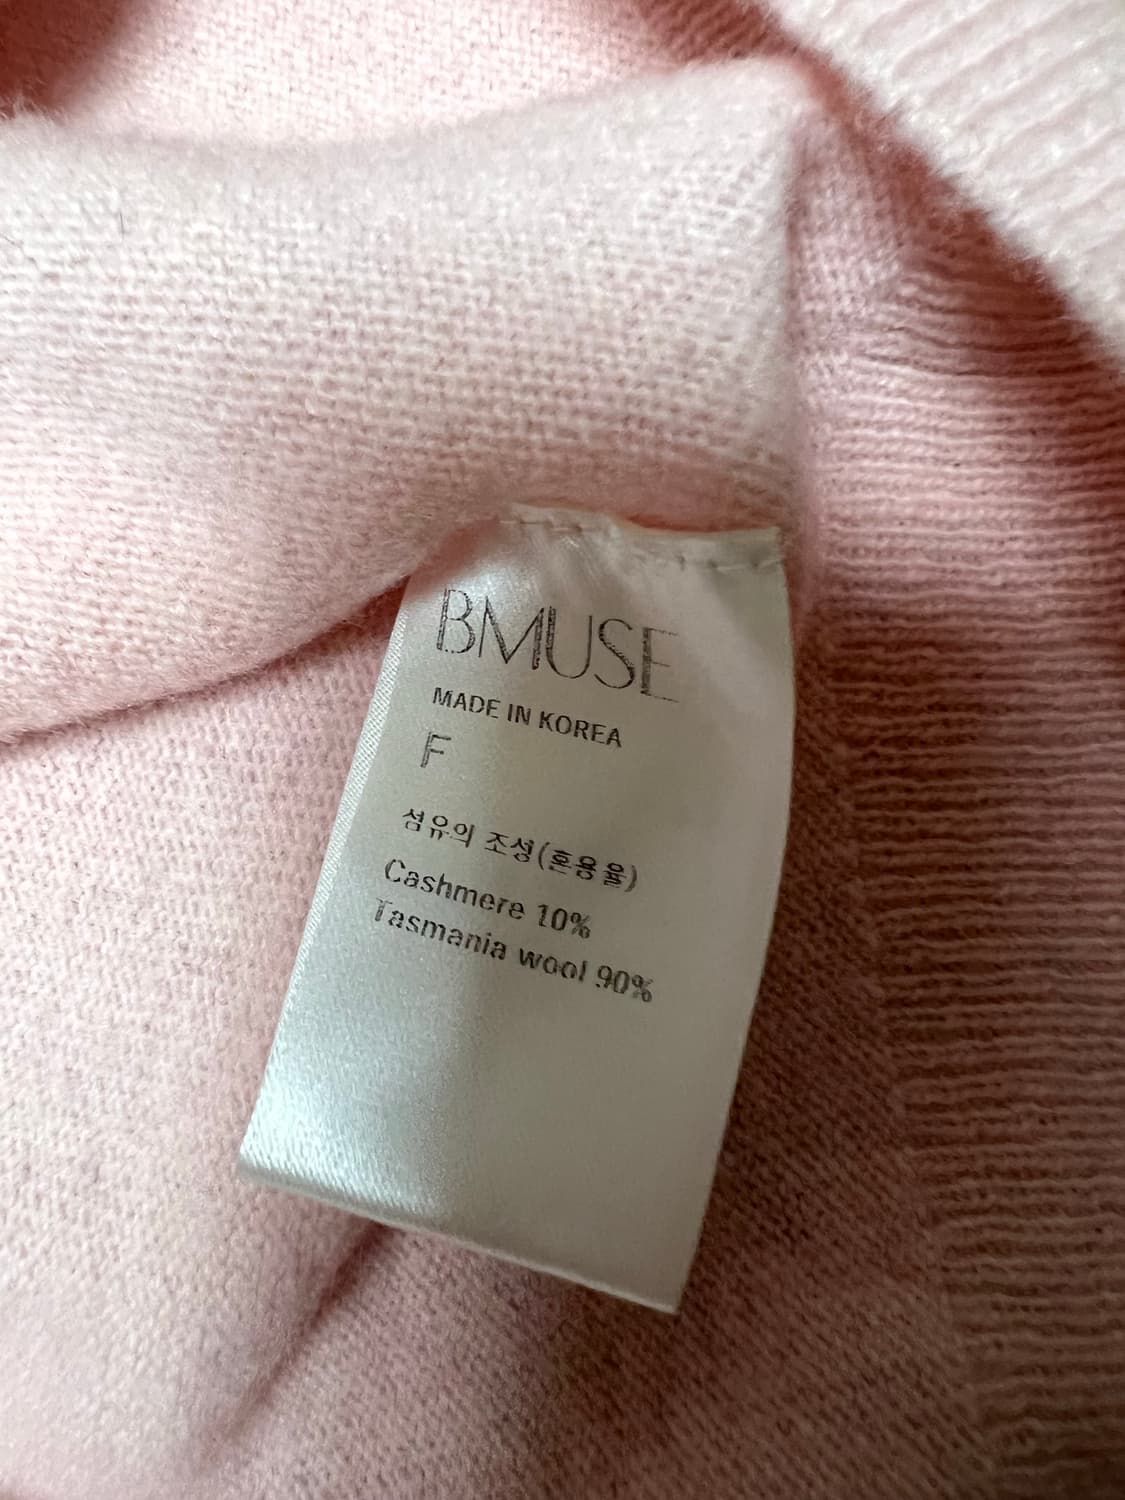 BMUSE
MADE IN KOREA
F
섬유의 조성(혼용율)
Cashmere 10%
Tasmania wool 90%